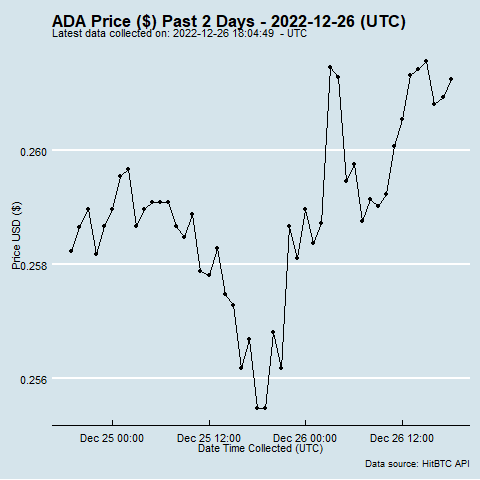 ADA Price ($) Past 2 Days - 2022-12-26 (UTC)
Latest data collected on: 2022-12-26 18:04:49 - UTC
0.260
0.258
0.256
Price USD ($)
Dec 25 00:00 Dec 25 12:00 Dec 26 00:00 Dec 26 12:00
Date Time Collected (UTC)
Data source: HitBTC API